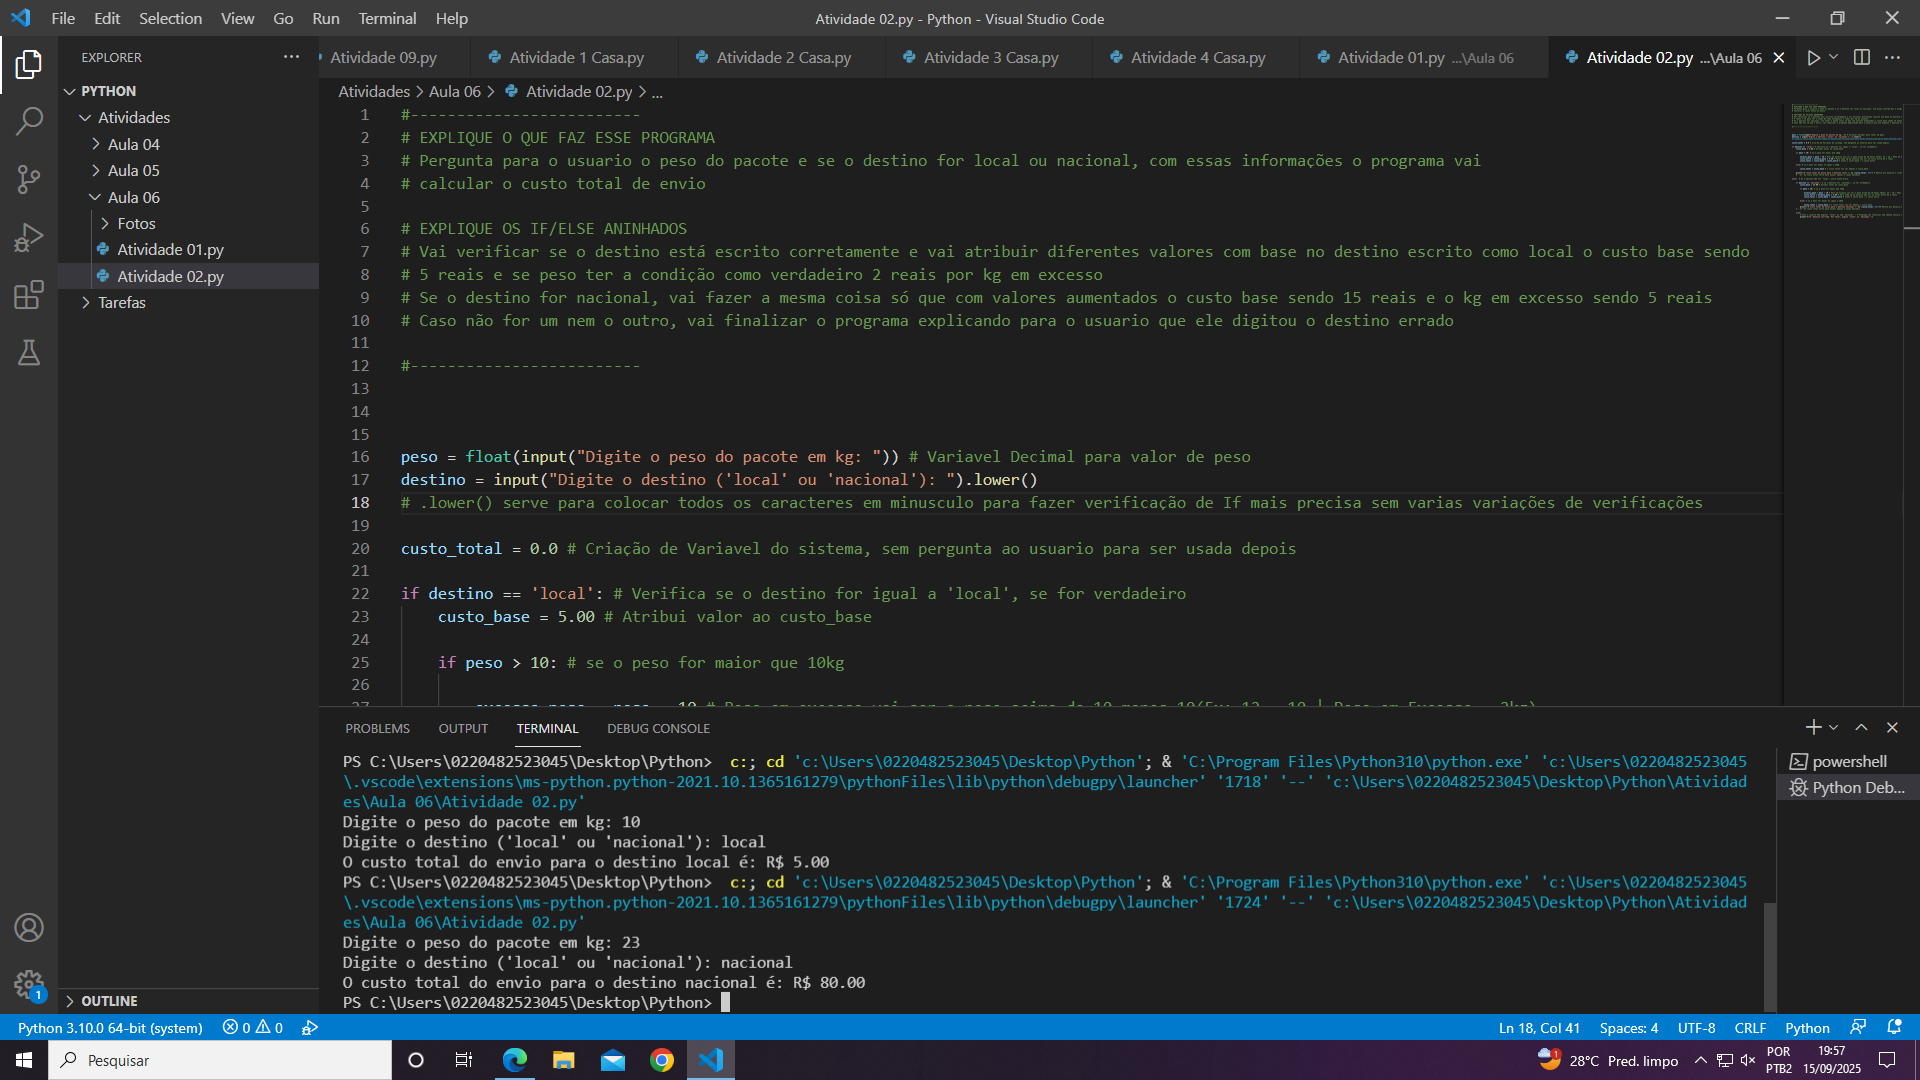 File Edit Selection View Go Run Terminal Help
Atividade 02.py - Python - Visual Studio Code
EXPLORER
PYTHON
Atividades
Aula 04
Aula 05
Aula 06
Fotos
Atividade 01.py
Atividade 02.py
Tarefas
OUTLINE
Atividade 09.py
Atividade 1 Casa.py
Atividade 2 Casa.py
Atividade 3 Casa.py
Atividade 4 Casa.py
Atividade 01.py ...\Aula 06
Atividade 02.py ...\Aula 06
Atividades > Aula 06 > Atividade 02.py > ...
1 #-------------------------
2 # EXPLIQUE O QUE FAZ ESSE PROGRAMA
3 # Pergunta para o usuario o peso do pacote e se o destino for local ou nacional, com essas informações o programa vai
4 # calcular o custo total de envio
5
6 # EXPLIQUE OS IF/ELSE ANINHADOS
7 # Vai verificar se o destino está escrito corretamente e vai atribuir diferentes valores com base no destino escrito como local o custo base sendo
8 # 5 reais e se peso ter a condição como verdadeiro 2 reais por kg em excesso
9 # Se o destino for nacional, vai fazer a mesma coisa só que com valores aumentados o custo base sendo 15 reais e o kg em excesso sendo 5 reais
10 # Caso não for um nem o outro, vai finalizar o programa explicando para o usuario que ele digitou o destino errado
11
12 #-------------------------
13
14
15
16 peso = float(input("Digite o peso do pacote em kg: ")) # Variavel Decimal para valor de peso
17 destino = input("Digite o destino ('local' ou 'nacional'): ").lower()
18 # .lower() serve para colocar todos os caracteres em minusculo para fazer verificação de If mais precisa sem varias variações de verificações
19
20 custo_total = 0.0 # Criação de Variavel do sistema, sem pergunta ao usuario para ser usada depois
21
22 if destino == 'local': # Verifica se o destino for igual a 'local', se for verdadeiro
23 custo_base = 5.00 # Atribui valor ao custo_base
24
25 if peso > 10: # se o peso for maior que 10kg
26
PROBLEMS OUTPUT TERMINAL DEBUG CONSOLE
PS C:\Users\0220482523045\Desktop\Python> c:; cd 'c:\Users\0220482523045\Desktop\Python'; & 'C:\Program Files\Python310\python.exe' 'c:\Users\0220482523045
\.vscode\extensions\ms-python.python-2021.10.1365161279\pythonFiles\lib\python\debugpy\launcher' '1718' '--' 'c:\Users\0220482523045\Desktop\Python\Atividad
es\Aula 06\Atividade 02.py'
Digite o peso do pacote em kg: 10
Digite o destino ('local' ou 'nacional'): local
O custo total do envio para o destino local é: R$ 5.00
PS C:\Users\0220482523045\Desktop\Python> c:; cd 'c:\Users\0220482523045\Desktop\Python'; & 'C:\Program Files\Python310\python.exe' 'c:\Users\0220482523045
\.vscode\extensions\ms-python.python-2021.10.1365161279\pythonFiles\lib\python\debugpy\launcher' '1724' '--' 'c:\Users\0220482523045\Desktop\Python\Atividad
es\Aula 06\Atividade 02.py'
Digite o peso do pacote em kg: 23
Digite o destino ('local' ou 'nacional'): nacional
O custo total do envio para o destino nacional é: R$ 80.00
PS C:\Users\0220482523045\Desktop\Python>
powershell
Python Deb...
1
Python 3.10.0 64-bit (system) 0 0
Ln 18, Col 41 Spaces: 4 UTF-8 CRLF Python
Pesquisar
1
28°C Pred. limpo
POR
PTB2
19:57
15/09/2025